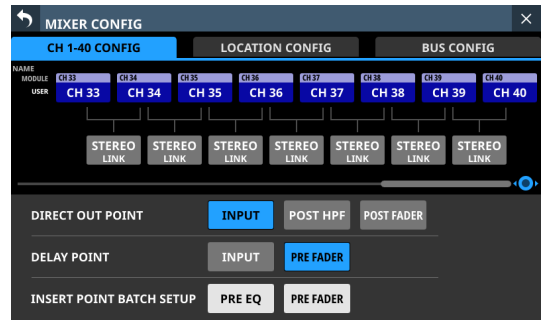 MIXER CONFIG
CH 1-40 CONFIG LOCATION CONFIG BUS CONFIG
NAME
MODULE CH 33 CH 34 CH 35 CH 36 CH 37 CH 38 CH 39 CH 40
USER CH 33 CH 34 CH 35 CH 36 CH 37 CH 38 CH 39 CH 40
STEREO STEREO STEREO STEREO STEREO STEREO STEREO
LINK LINK LINK LINK LINK LINK LINK
DIRECT OUT POINT INPUT POST HPF POST FADER
DELAY POINT INPUT PRE FADER
INSERT POINT BATCH SETUP PRE EQ PRE FADER